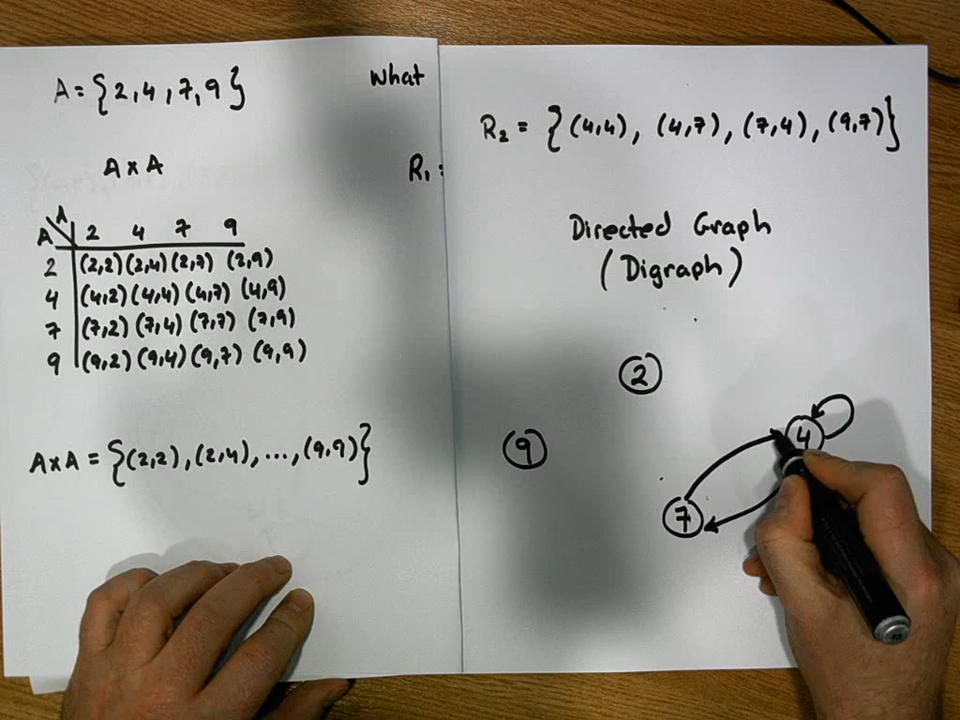 A = {2,4,7,9}
A x A
A
A 2 4 7 9
2 (2,2) (2,4) (2,7) (2,9)
4 (4,2) (4,4) (4,7) (4,9)
7 (7,2) (7,4) (7,7) (7,9)
9 (9,2) (9,4) (9,7) (9,9)
A x A = {(2,2), (2,4), ..., (9,9)}
What
R₁ :
R₂ = {(4,4), (4,7), (7,4), (9,7)}
Directed Graph
(Digraph)
2
4
9
7